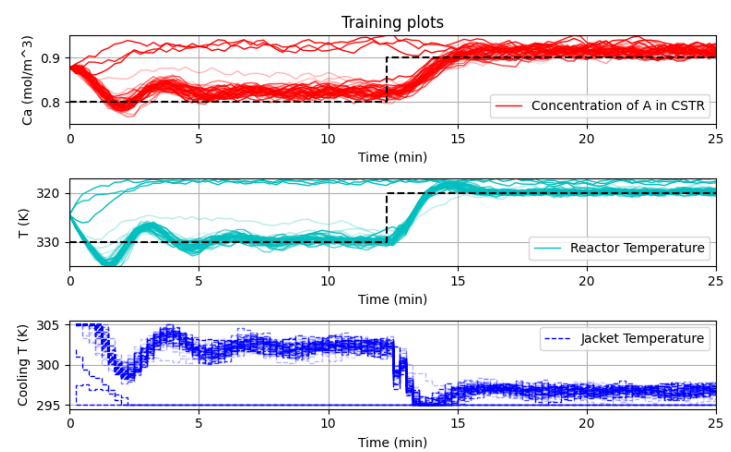 Training plots
Ca (mol/m^3)
0.9
0.8
Concentration of A in CSTR
0 5 10 15 20 25
Time (min)
T (K)
320
330
Reactor Temperature
0 5 10 15 20 25
Time (min)
Cooling T (K)
305
300
295
Jacket Temperature
0 5 10 15 20 25
Time (min)